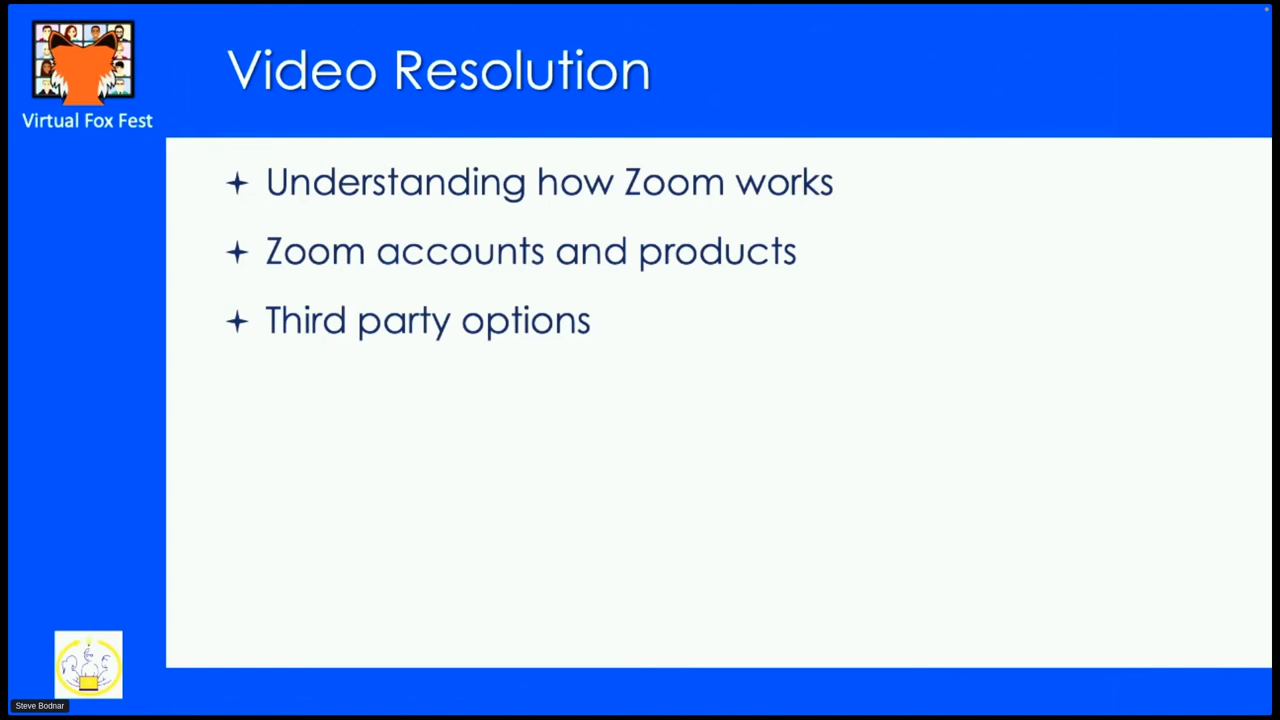 Video Resolution
Virtual Fox Fest
Understanding how Zoom works
Zoom accounts and products
Third party options
Steve Bodnar